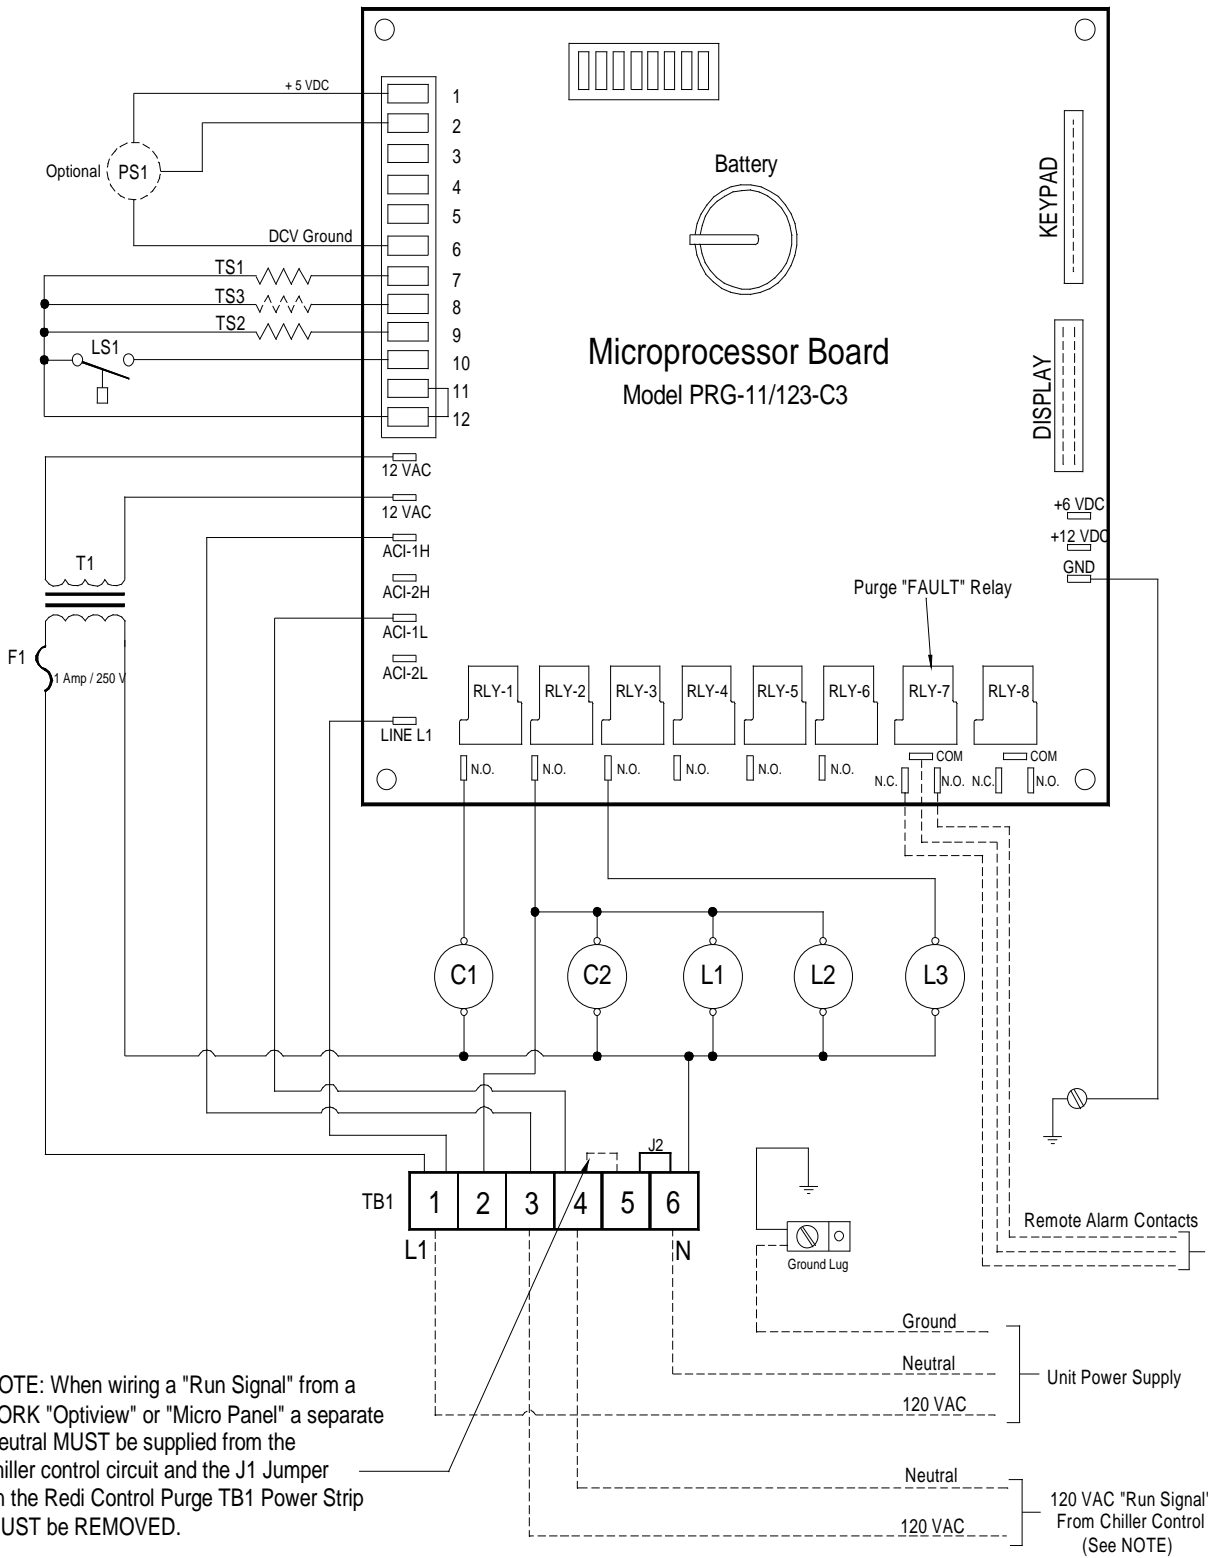 + 5 VDC
1
2
3
4
5
6
7
8
9
10
11
12
Optional
PS1
DCV Ground
TS1
TS3
TS2
LS1
Battery
KEYPAD
DISPLAY
Microprocessor Board
Model PRG-11/123-C3
12 VAC
12 VAC
ACI-1H
ACI-2H
ACI-1L
ACI-2L
LINE L1
+6 VDC
+12 VDC
GND
T1
F1
1 Amp / 250 V
Purge "FAULT" Relay
RLY-1 RLY-2 RLY-3 RLY-4 RLY-5 RLY-6 RLY-7 RLY-8
COM COM
N.O. N.O. N.O. N.O. N.O. N.O. N.C. N.O. N.C. N.O.
C1 C2 L1 L2 L3
J2
TB1 1 2 3 4 5 6
L1 N
Ground Lug
Remote Alarm Contacts
Ground
Neutral
120 VAC
Unit Power Supply
Neutral
120 VAC
120 VAC "Run Signal"
From Chiller Control
(See NOTE)
OTE: When wiring a "Run Signal" from a
ORK "Optiview" or "Micro Panel" a separate
eutral MUST be supplied from the
hiller control circuit and the J1 Jumper
n the Redi Control Purge TB1 Power Strip
UST be REMOVED.